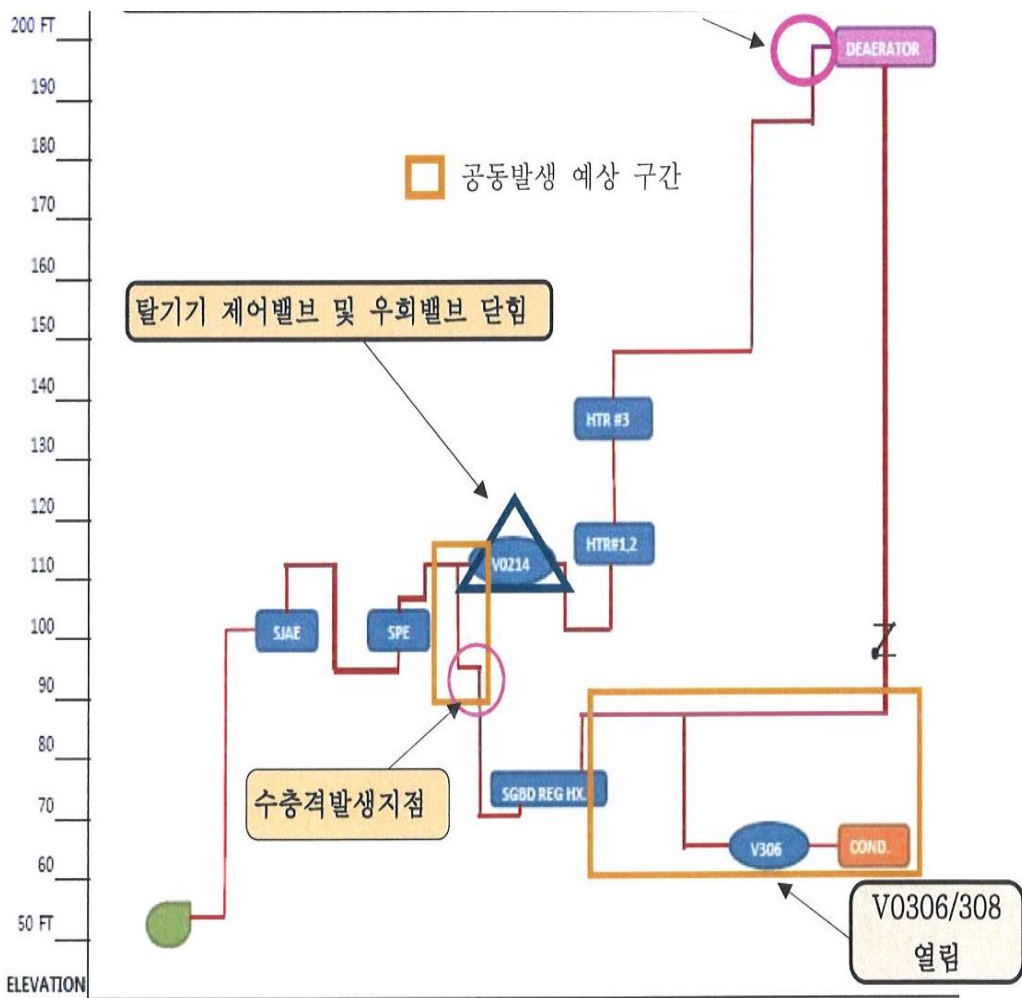 200 FT
DEAERATOR
190
180
공동발생 예상 구간
170
160
탈기기 제어밸브 및 우회밸브 닫힘
150
140
HTR #3
130
120
HTR#1,2
V0214
110
SJAE
SPE
100
90
80
수충격발생지점
SGBD REG HX.
70
V306
COND.
60
V0306/308
열림
50 FT
ELEVATION